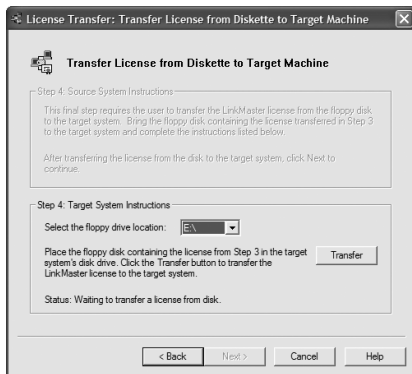 License Transfer: Transfer License from Diskette to Target Machine
Transfer License from Diskette to Target Machine
Step 4: Source System Instructions
This final step requires the user to transfer the LinkMaster license from the floppy disk
to the target system. Bring the floppy disk containing the license transferred in Step 3
to the target system and complete the instructions listed below.
After transferring the license from the disk to the target system, click Next to
continue.
Step 4: Target System Instructions
Select the floppy drive location:
E:\
Place the floppy disk containing the license from Step 3 in the target
system's disk drive. Click the Transfer button to transfer the
LinkMaster license to the target system.
Transfer
Status: Waiting to transfer a license from disk.
< Back
Next >
Cancel
Help